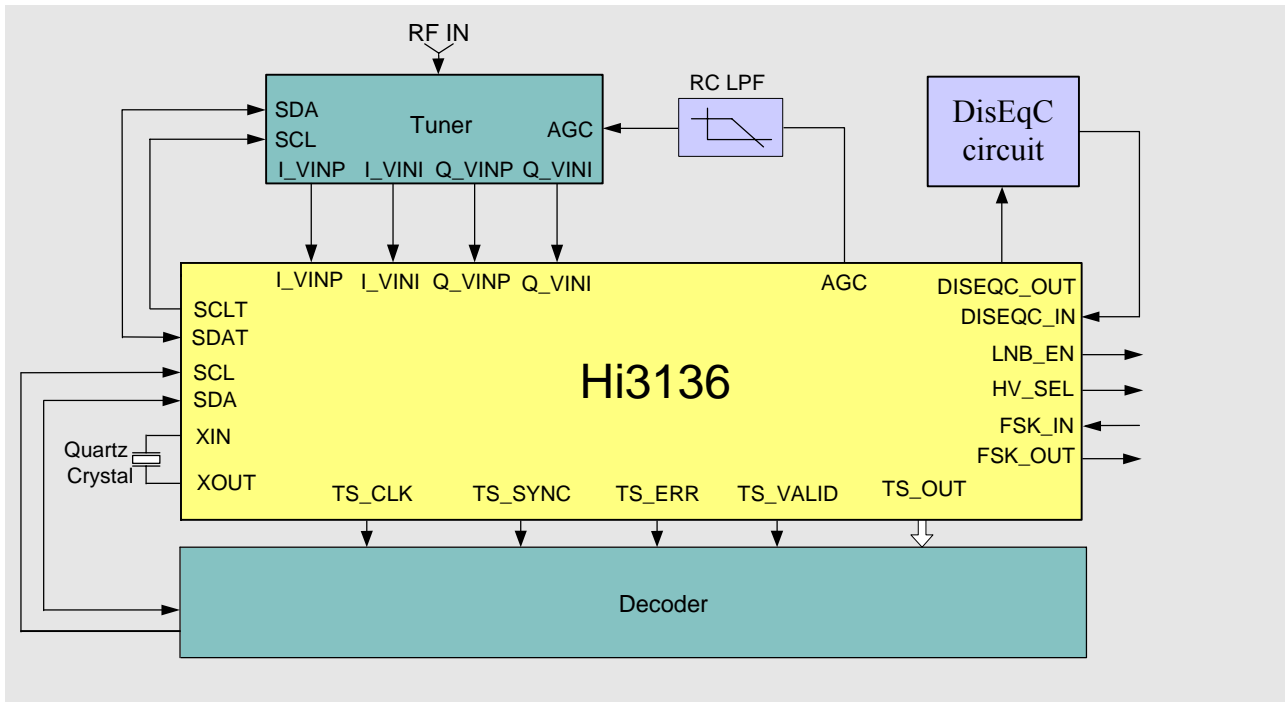 RF IN
RC LPF
SDA
SCL
Tuner
AGC
I_VINP I_VINI Q_VINP Q_VINI
DisEqC
circuit
I_VINP I_VINI Q_VINP Q_VINI
AGC
DISEQC_OUT
DISEQC_IN
LNB_EN
HV_SEL
FSK_IN
FSK_OUT
SCLT
SDAT
SCL
SDA
XIN
XOUT
Quartz
Crystal
Hi3136
TS_CLK TS_SYNC TS_ERR TS_VALID TS_OUT
Decoder